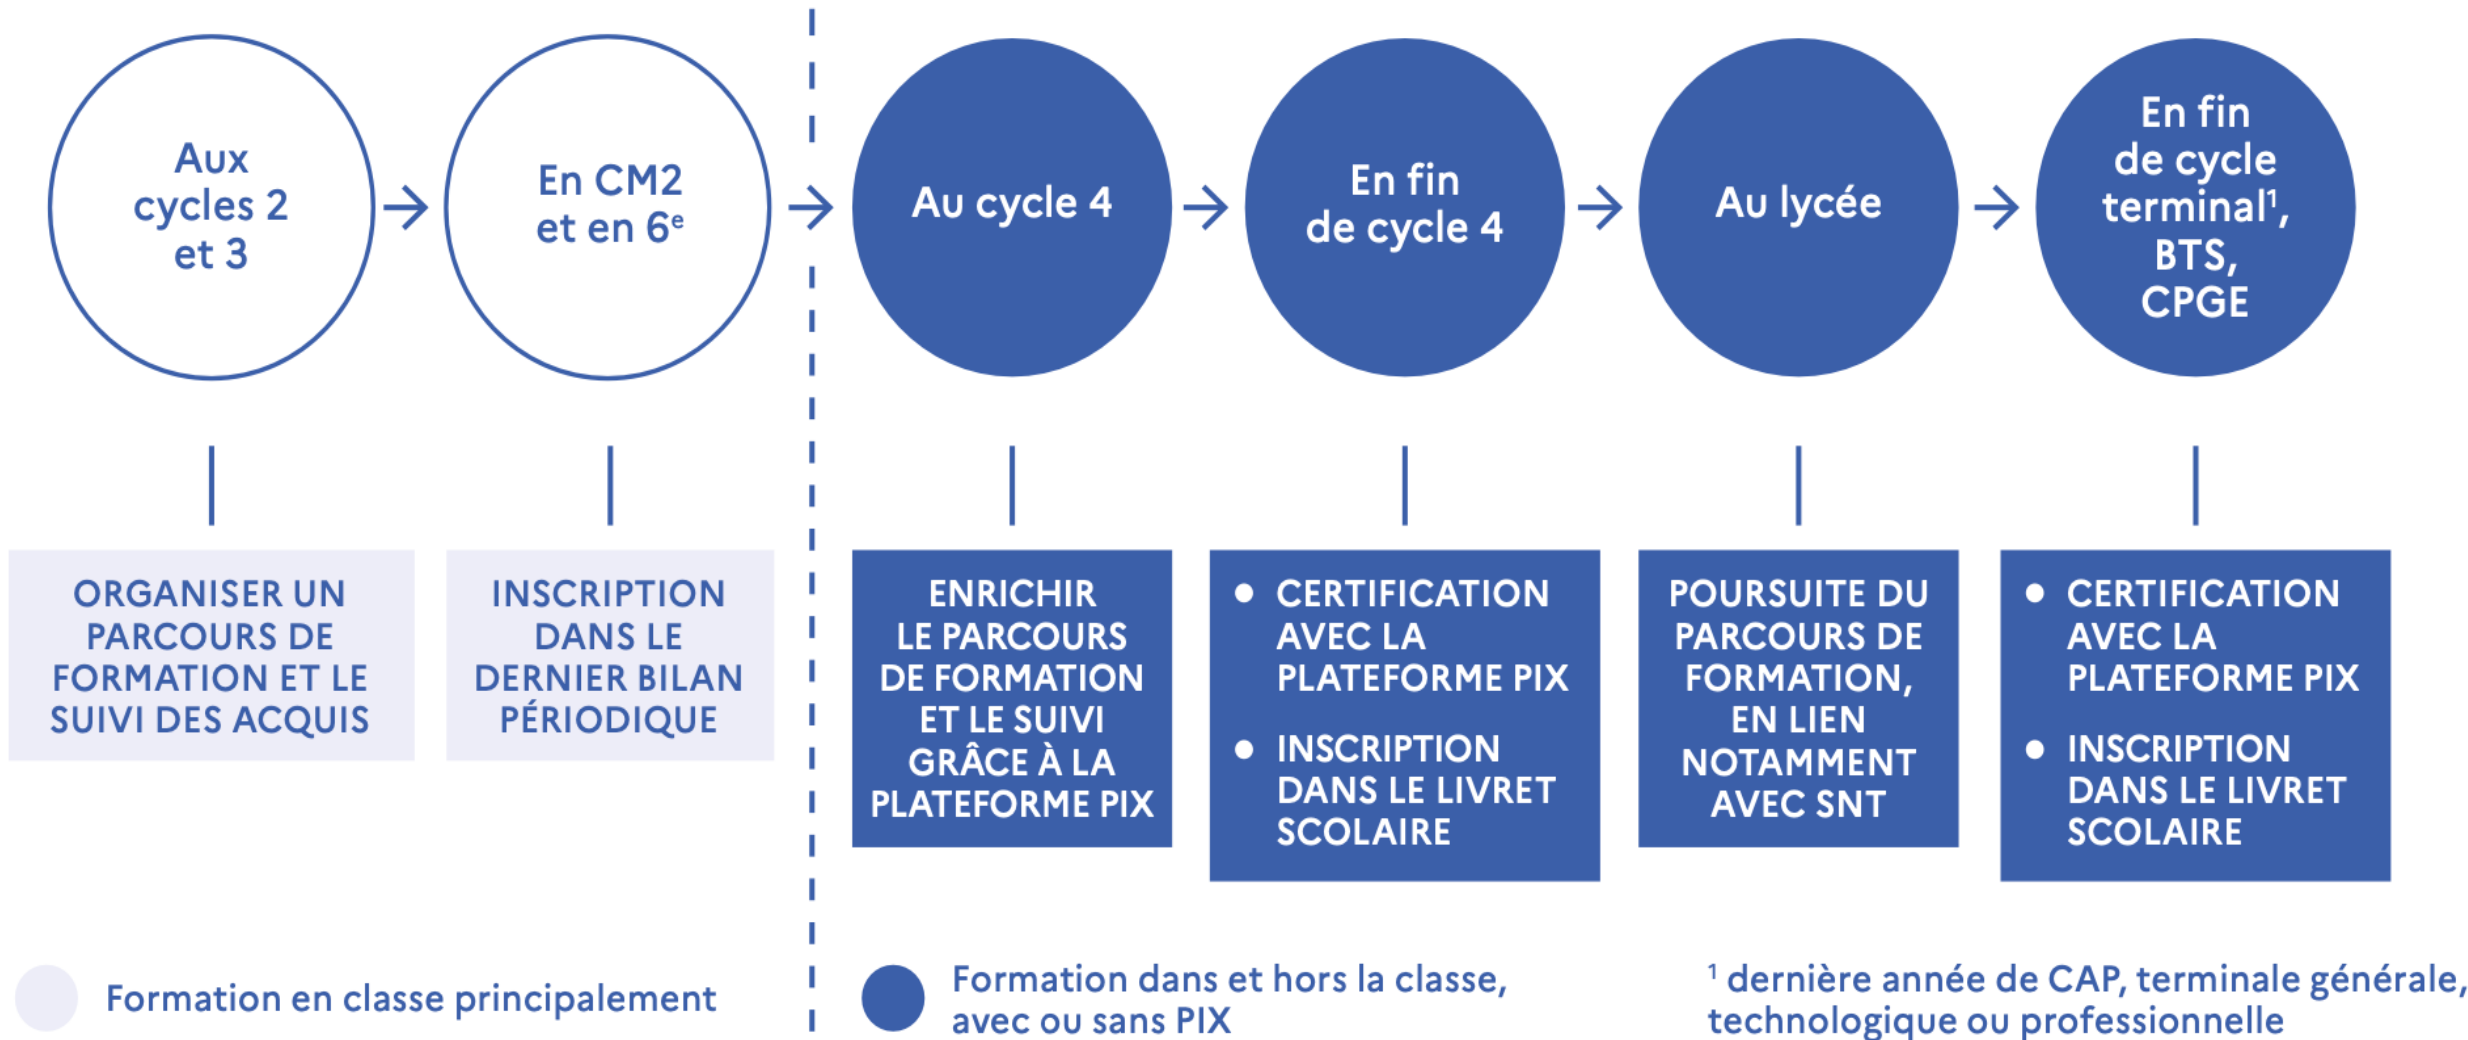 Aux
cycles 2
et 3
En CM2
et en 6ᵉ
Au cycle 4
En fin
de cycle 4
Au lycée
En fin
de cycle
terminal¹,
BTS,
CPGE
ORGANISER UN
PARCOURS DE
FORMATION ET LE
SUIVI DES ACQUIS
INSCRIPTION
DANS LE
DERNIER BILAN
PÉRIODIQUE
ENRICHIR
LE PARCOURS
DE FORMATION
ET LE SUIVI
GRÂCE À LA
PLATEFORME PIX
• CERTIFICATION
AVEC LA
PLATEFORME PIX
• INSCRIPTION
DANS LE LIVRET
SCOLAIRE
POURSUITE DU
PARCOURS DE
FORMATION,
EN LIEN
NOTAMMENT
AVEC SNT
• CERTIFICATION
AVEC LA
PLATEFORME PIX
• INSCRIPTION
DANS LE LIVRET
SCOLAIRE
Formation en classe principalement
Formation dans et hors la classe,
avec ou sans PIX
¹ dernière année de CAP, terminale générale,
technologique ou professionnelle